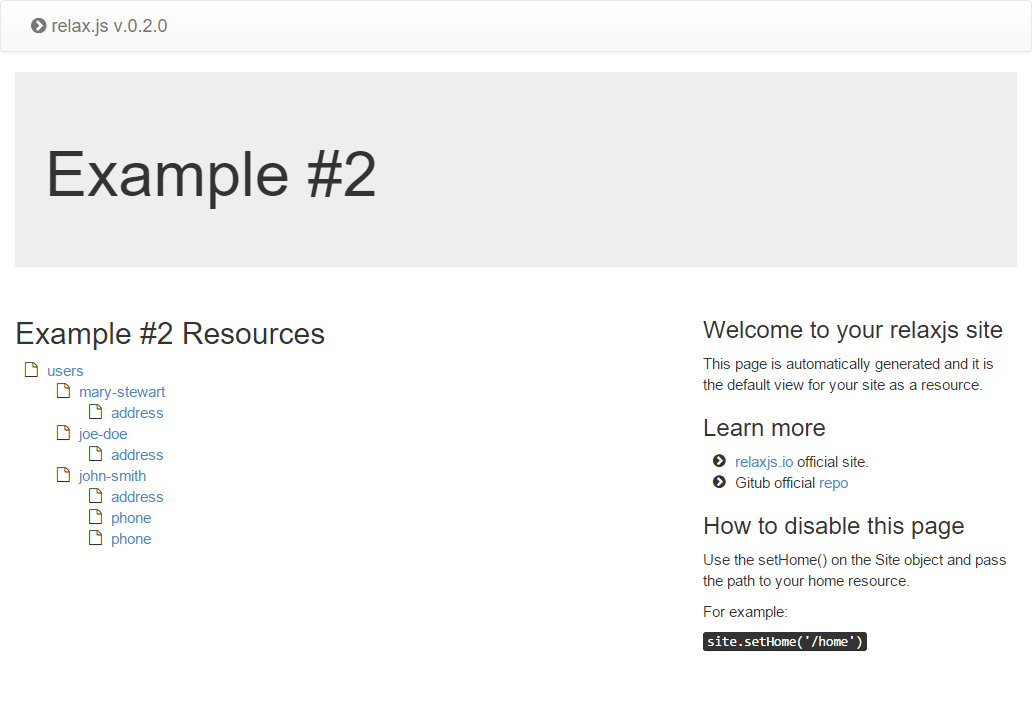 relax.js v.0.2.0
Example #2
Example #2 Resources
users
mary-stewart
address
joe-doe
address
john-smith
address
phone
phone
Welcome to your relaxjs site
This page is automatically generated and it is
the default view for your site as a resource.
Learn more
relaxjs.io official site.
Gitub official repo
How to disable this page
Use the setHome() on the Site object and pass
the path to your home resource.
For example:
site.setHome('/home')